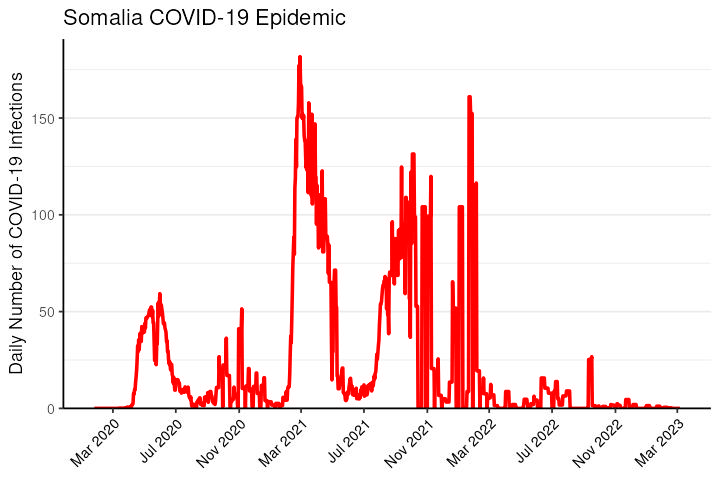 Somalia COVID-19 Epidemic
Daily Number of COVID-19 Infections
150
100
50
0
Mar 2020
Jul 2020
Nov 2020
Mar 2021
Jul 2021
Nov 2021
Mar 2022
Jul 2022
Nov 2022
Mar 2023